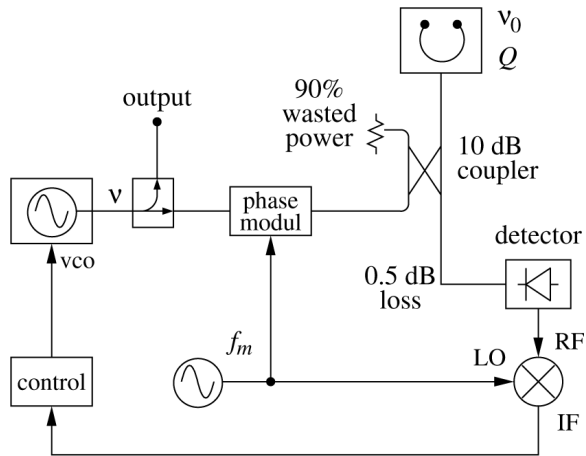 ν₀
Q
90%
wasted
power
10 dB
coupler
output
ν
phase
modul
vco
detector
0.5 dB
loss
RF
LO
fₘ
control
IF